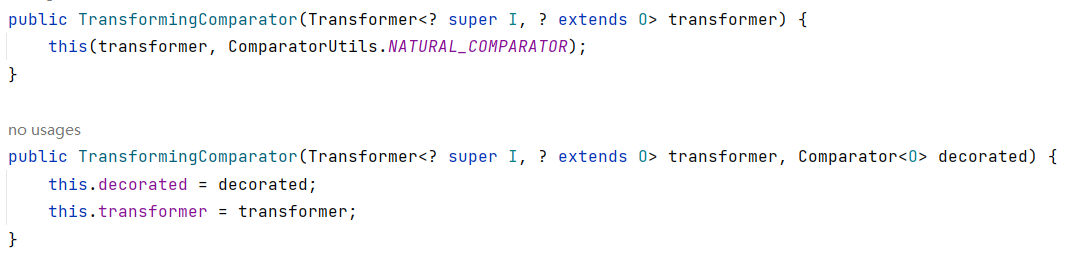 public TransformingComparator(Transformer<? super I, ? extends O> transformer) {
    this(transformer, ComparatorUtils.NATURAL_COMPARATOR);
}
no usages
public TransformingComparator(Transformer<? super I, ? extends O> transformer, Comparator<O> decorated) {
    this.decorated = decorated;
    this.transformer = transformer;
}